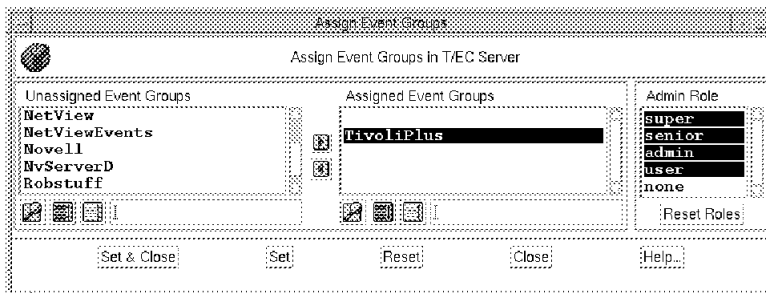 Assign Event Groups
Assign Event Groups in T/EC Server
Unassigned Event Groups
NetView
NetViewEvents
Novell
NvServerD
Robstuff
Assigned Event Groups
TivoliPlus
Admin Role
super
senior
admin
user
none
Reset Roles
Set & Close
Set
Reset
Close
Help...